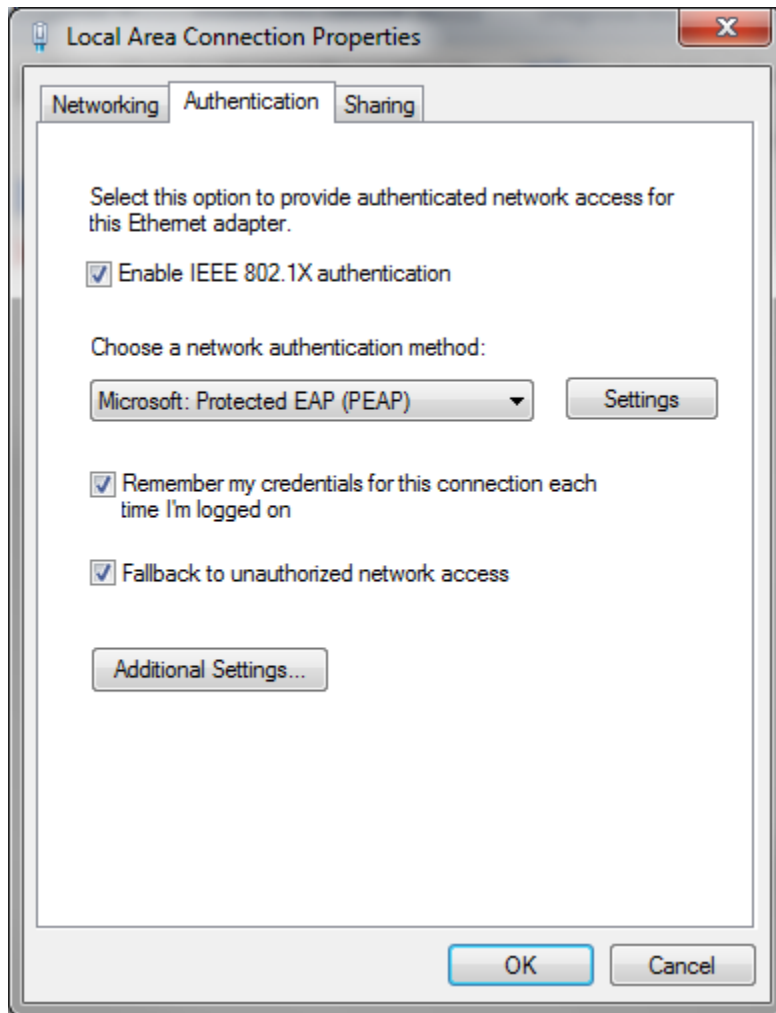 Local Area Connection Properties
Networking Authentication Sharing
Select this option to provide authenticated network access for
this Ethernet adapter.
Enable IEEE 802.1X authentication
Choose a network authentication method:
Microsoft: Protected EAP (PEAP) Settings
Remember my credentials for this connection each
time I'm logged on
Fallback to unauthorized network access
Additional Settings...
OK Cancel